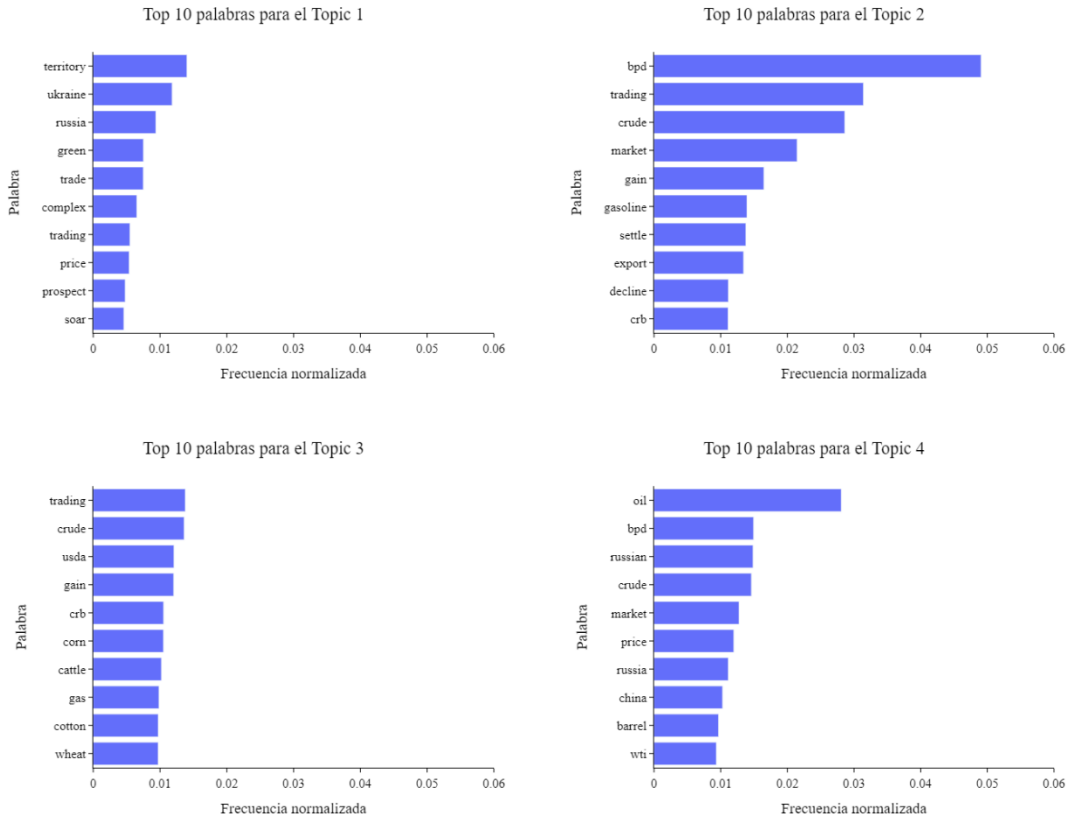 Top 10 palabras para el Topic 1
territory
ukraine
russia
green
trade
complex
trading
price
prospect
soar
Palabra
0 0.01 0.02 0.03 0.04 0.05 0.06
Frecuencia normalizada
Top 10 palabras para el Topic 2
bpd
trading
crude
market
gain
gasoline
settle
export
decline
crb
Palabra
0 0.01 0.02 0.03 0.04 0.05 0.06
Frecuencia normalizada
Top 10 palabras para el Topic 3
trading
crude
usda
gain
crb
corn
cattle
gas
cotton
wheat
Palabra
0 0.01 0.02 0.03 0.04 0.05 0.06
Frecuencia normalizada
Top 10 palabras para el Topic 4
oil
bpd
russian
crude
market
price
russia
china
barrel
wti
Palabra
0 0.01 0.02 0.03 0.04 0.05 0.06
Frecuencia normalizada